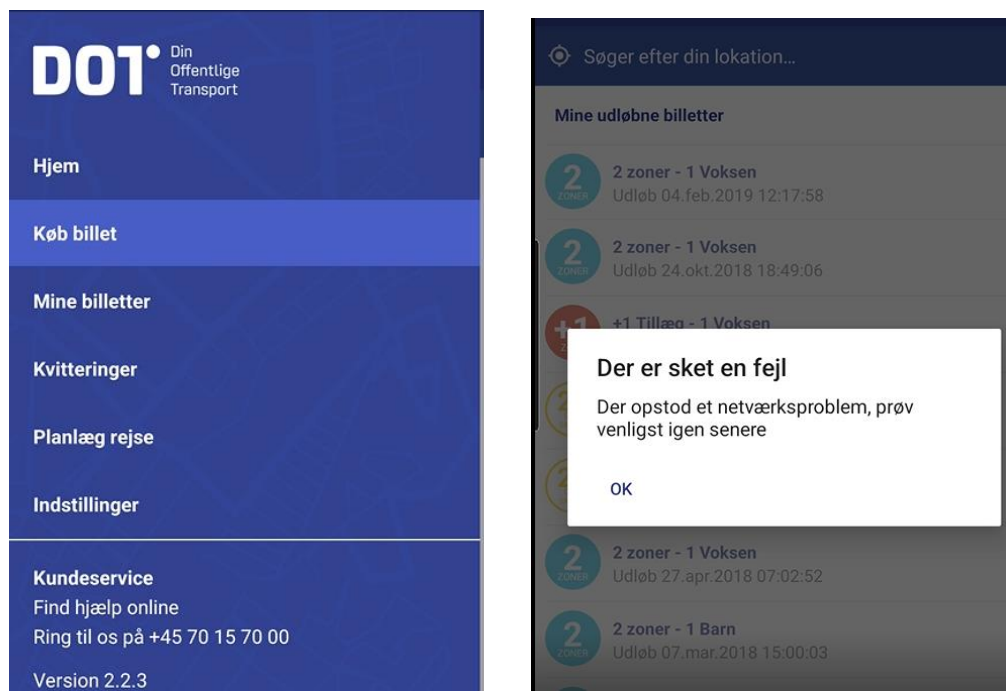 DOT
Din
Offentlige
Transport
Hjem
Køb billet
Mine billetter
Kvitteringer
Planlæg rejse
Indstillinger
Kundeservice
Find hjælp online
Ring til os på +45 70 15 70 00
Version 2.2.3
Søger efter din lokation...
Mine udløbne billetter
2
ZONER
2 zoner - 1 Voksen
Udløb 04.feb.2019 12:17:58
2
ZONER
2 zoner - 1 Voksen
Udløb 24.okt.2018 18:49:06
+1
+1 Tillæg - 1 Voksen
Der er sket en fejl
Der opstod et netværksproblem, prøv
venligst igen senere
OK
2
ZONER
2 zoner - 1 Voksen
Udløb 27.apr.2018 07:02:52
2
ZONER
2 zoner - 1 Barn
Udløb 07.mar.2018 15:00:03